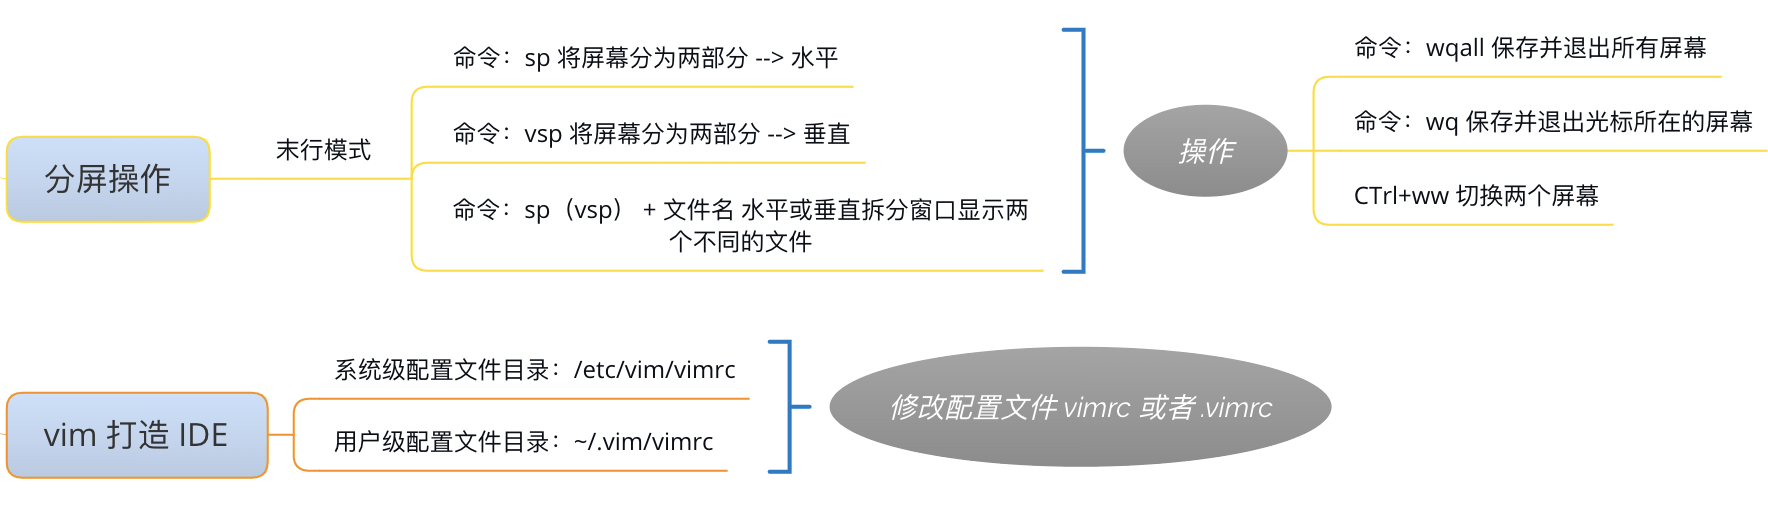 分屏操作
末行模式
命令：sp 将屏幕分为两部分 --> 水平
命令：vsp 将屏幕分为两部分 --> 垂直
命令：sp（vsp） + 文件名 水平或垂直拆分窗口显示两
个不同的文件
操作
命令：wqall 保存并退出所有屏幕
命令：wq 保存并退出光标所在的屏幕
CTrl+ww 切换两个屏幕
vim 打造 IDE
系统级配置文件目录：/etc/vim/vimrc
用户级配置文件目录：~/.vim/vimrc
修改配置文件 vimrc 或者 .vimrc